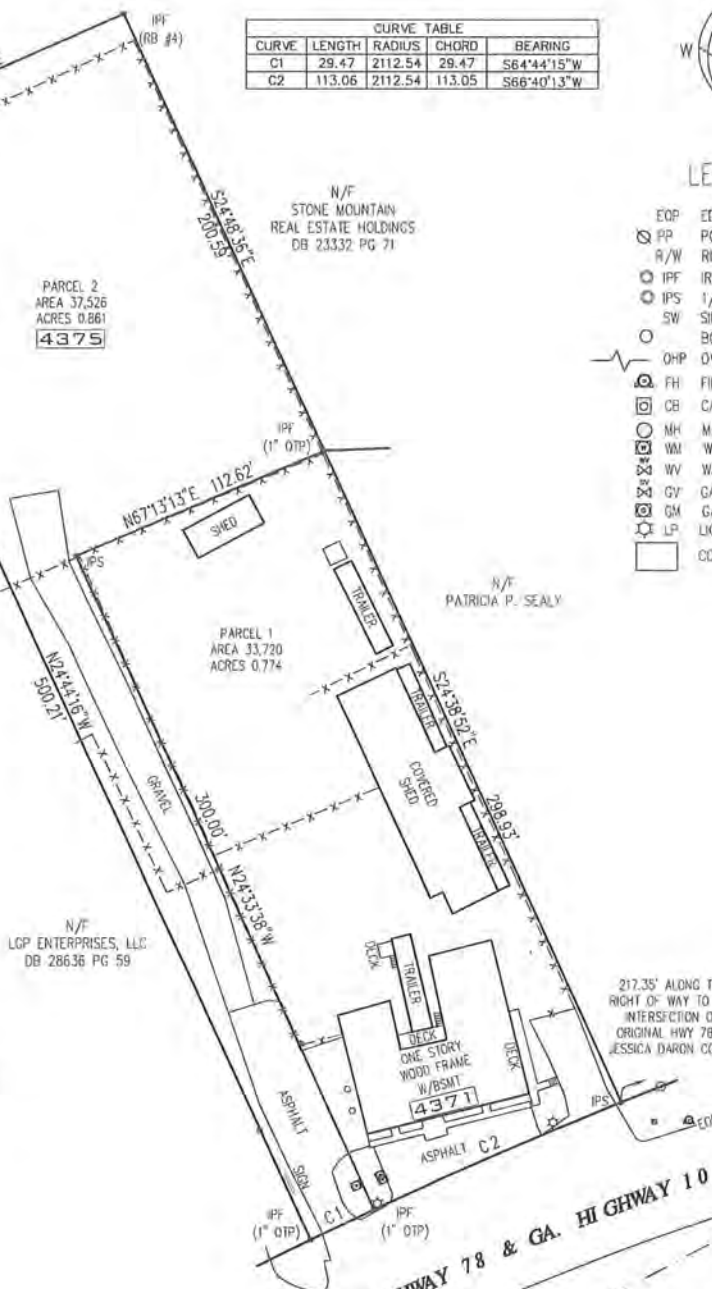 CURVE TABLE
CURVE LENGTH RADIUS CHORD BEARING
C1 29.47 2112.54 29.47 S64°44'15"W
C2 113.06 2112.54 113.05 S66°40'13"W
W
IPF
(RB #4)
N/F
STONE MOUNTAIN
REAL ESTATE HOLDINGS
DB 23332 PG 71
S24°48'36"E
200.59'
PARCEL 2
AREA 37,526
ACRES 0.861
4375
LE
EOP
PP
R/W
IPF
IPS
SW
OHP
FH
CB
MH
WM
WV
GV
GM
LP
IPF
(1" OTP)
N67°13'13"E 112.62'
SHED
IPS
TRAILER
N/F
PATRICIA P. SEALY
PARCEL 1
AREA 33,720
ACRES 0.774
N24°44'16"W
500.21'
S24°38'52"E
298.93'
TRAILER
COVERED
SHED
TRAILER
GRAVEL
300.00'
N24°33'38"W
N/F
LGP ENTERPRISES, LLC
DB 28636 PG 59
DECK
TRAILER
DECK
DECK
ONE STORY
WOOD FRAME
W/BSMT
4371
217.35' ALONG T
RIGHT OF WAY TO
INTERSECTION O
ORIGINAL HWY 78
JESSICA DARON CO
IPS
EO
ASPHALT
SIGN
ASPHALT C2
C1
IPF
(1" OTP)
IPF
(1" OTP)
HWAY 78 & GA. HIGHWAY 10